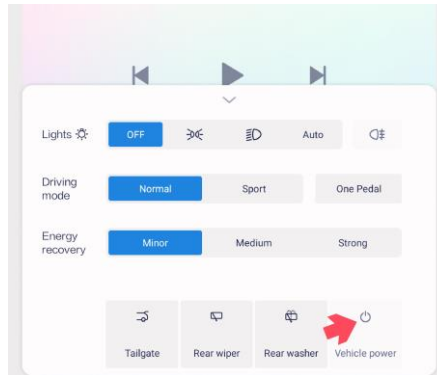 Lights OFF Auto
Driving mode Normal Sport One Pedal
Energy recovery Minor Medium Strong
Tailgate Rear wiper Rear washer Vehicle power